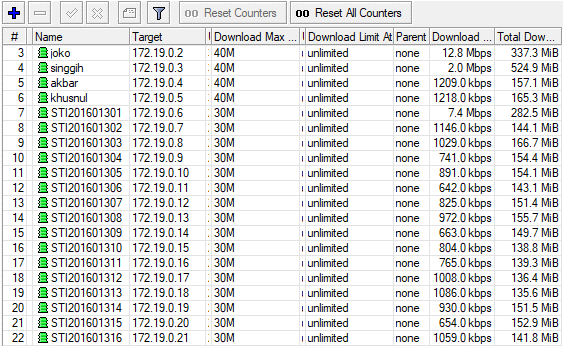 00 Reset Counters 00 Reset All Counters
# Name Target Download Max ... Download Limit At Parent Download ... Total Dow...
3 joko 172.19.0.2 40M unlimited none 12.8 Mbps 337.3 MiB
4 singgih 172.19.0.3 40M unlimited none 2.0 Mbps 524.9 MiB
5 akbar 172.19.0.4 40M unlimited none 1209.0 kbps 157.1 MiB
6 khusnul 172.19.0.5 40M unlimited none 1218.0 kbps 165.3 MiB
7 STI201601301 172.19.0.6 30M unlimited none 7.4 Mbps 282.5 MiB
8 STI201601302 172.19.0.7 30M unlimited none 1146.0 kbps 144.1 MiB
9 STI201601303 172.19.0.8 30M unlimited none 1029.0 kbps 166.7 MiB
10 STI201601304 172.19.0.9 30M unlimited none 741.0 kbps 154.4 MiB
11 STI201601305 172.19.0.10 30M unlimited none 891.0 kbps 154.1 MiB
12 STI201601306 172.19.0.11 30M unlimited none 642.0 kbps 143.1 MiB
13 STI201601307 172.19.0.12 30M unlimited none 825.0 kbps 151.4 MiB
14 STI201601308 172.19.0.13 30M unlimited none 972.0 kbps 155.7 MiB
15 STI201601309 172.19.0.14 30M unlimited none 663.0 kbps 149.7 MiB
16 STI201601310 172.19.0.15 30M unlimited none 804.0 kbps 138.8 MiB
17 STI201601311 172.19.0.16 30M unlimited none 765.0 kbps 139.3 MiB
18 STI201601312 172.19.0.17 30M unlimited none 1008.0 kbps 136.4 MiB
19 STI201601313 172.19.0.18 30M unlimited none 1086.0 kbps 135.6 MiB
20 STI201601314 172.19.0.19 30M unlimited none 930.0 kbps 151.5 MiB
21 STI201601315 172.19.0.20 30M unlimited none 654.0 kbps 152.9 MiB
22 STI201601316 172.19.0.21 30M unlimited none 1059.0 kbps 141.8 MiB